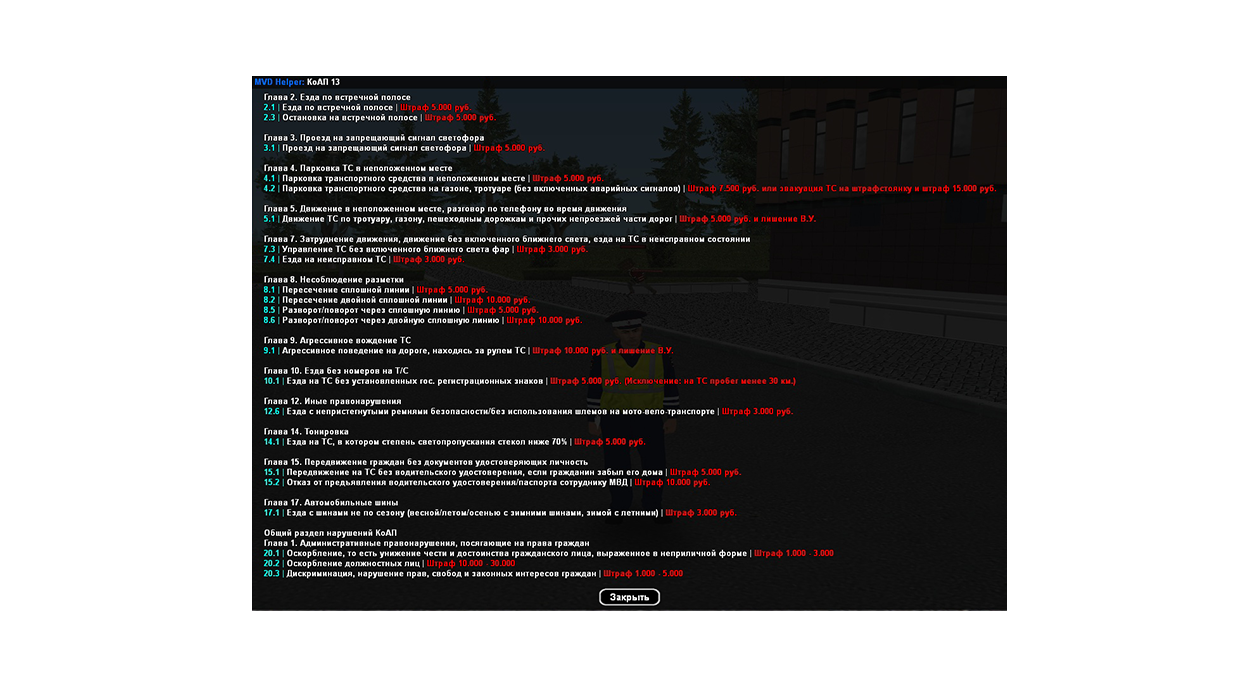 MVD Helper: КоАП 13
Глава 2. Езда по встречной полосе
2.1 | Езда по встречной полосе | Штраф 5.000 руб.
2.3 | Остановка на встречной полосе | Штраф 5.000 руб.
Глава 3. Проезд на запрещающий сигнал светофора
3.1 | Проезд на запрещающий сигнал светофора | Штраф 5.000 руб.
Глава 4. Парковка ТС в неположенном месте
4.1 | Парковка транспортного средства в неположенном месте | Штраф 5.000 руб.
4.2 | Парковка транспортного средства на газоне, тротуаре (без включенных аварийных сигналов) | Штраф 7.500 руб. или эвакуация ТС на штрафстоянку и штраф 15.000 руб.
Глава 5. Движение в неположенном месте, разговор по телефону во время движения
5.1 | Движение ТС по тротуару, газону, пешеходным дорожкам и прочих непроезжей части дорог | Штраф 5.000 руб. и лишение В.У.
Глава 7. Затруднение движения, движение без включенного ближнего света, езда на ТС в неисправном состоянии
7.3 | Управление ТС без включенного ближнего света фар | Штраф 3.000 руб.
7.4 | Езда на неисправном ТС | Штраф 3.000 руб.
Глава 8. Несоблюдение разметки
8.1 | Пересечение сплошной линии | Штраф 5.000 руб.
8.2 | Пересечение двойной сплошной линии | Штраф 10.000 руб.
8.5 | Разворот/поворот через сплошную линию | Штраф 5.000 руб.
8.6 | Разворот/поворот через двойную сплошную линию | Штраф 10.000 руб.
Глава 9. Агрессивное вождение ТС
9.1 | Агрессивное поведение на дороге, находясь за рулем ТС | Штраф 10.000 руб. и лишение В.У.
Глава 10. Езда без номеров на Т/С
10.1 | Езда на ТС без установленных гос. регистрационных знаков | Штраф 5.000 руб. (Исключение: на ТС пробег менее 30 км.)
Глава 12. Иные правонарушения
12.6 | Езда с непристегнутыми ремнями безопасности/без использования шлемов на мото-вело-транспорте | Штраф 3.000 руб.
Глава 14. Тонировка
14.1 | Езда на ТС, в котором степень светопропускания стекол ниже 70% | Штраф 5.000 руб.
Глава 15. Передвижение граждан без документов удостоверяющих личность
15.1 | Передвижение на ТС без водительского удостоверения, если гражданин забыл его дома | Штраф 5.000 руб.
15.2 | Отказ от предъявления водительского удостоверения/паспорта сотруднику МВД | Штраф 10.000 руб.
Глава 17. Автомобильные шины
17.1 | Езда с шинами не по сезону (весной/летом/осенью с зимними шинами, зимой с летними) | Штраф 3.000 руб.
Общий раздел нарушений КоАП
Глава 1. Административные правонарушения, посягающие на права граждан
20.1 | Оскорбление, то есть унижение чести и достоинства гражданского лица, выраженное в неприличной форме | Штраф 1.000 - 3.000
20.2 | Оскорбление должностных лиц | Штраф 10.000 - 30.000
20.3 | Дискриминация, нарушение прав, свобод и законных интересов граждан | Штраф 1.000 - 5.000
Закрыть